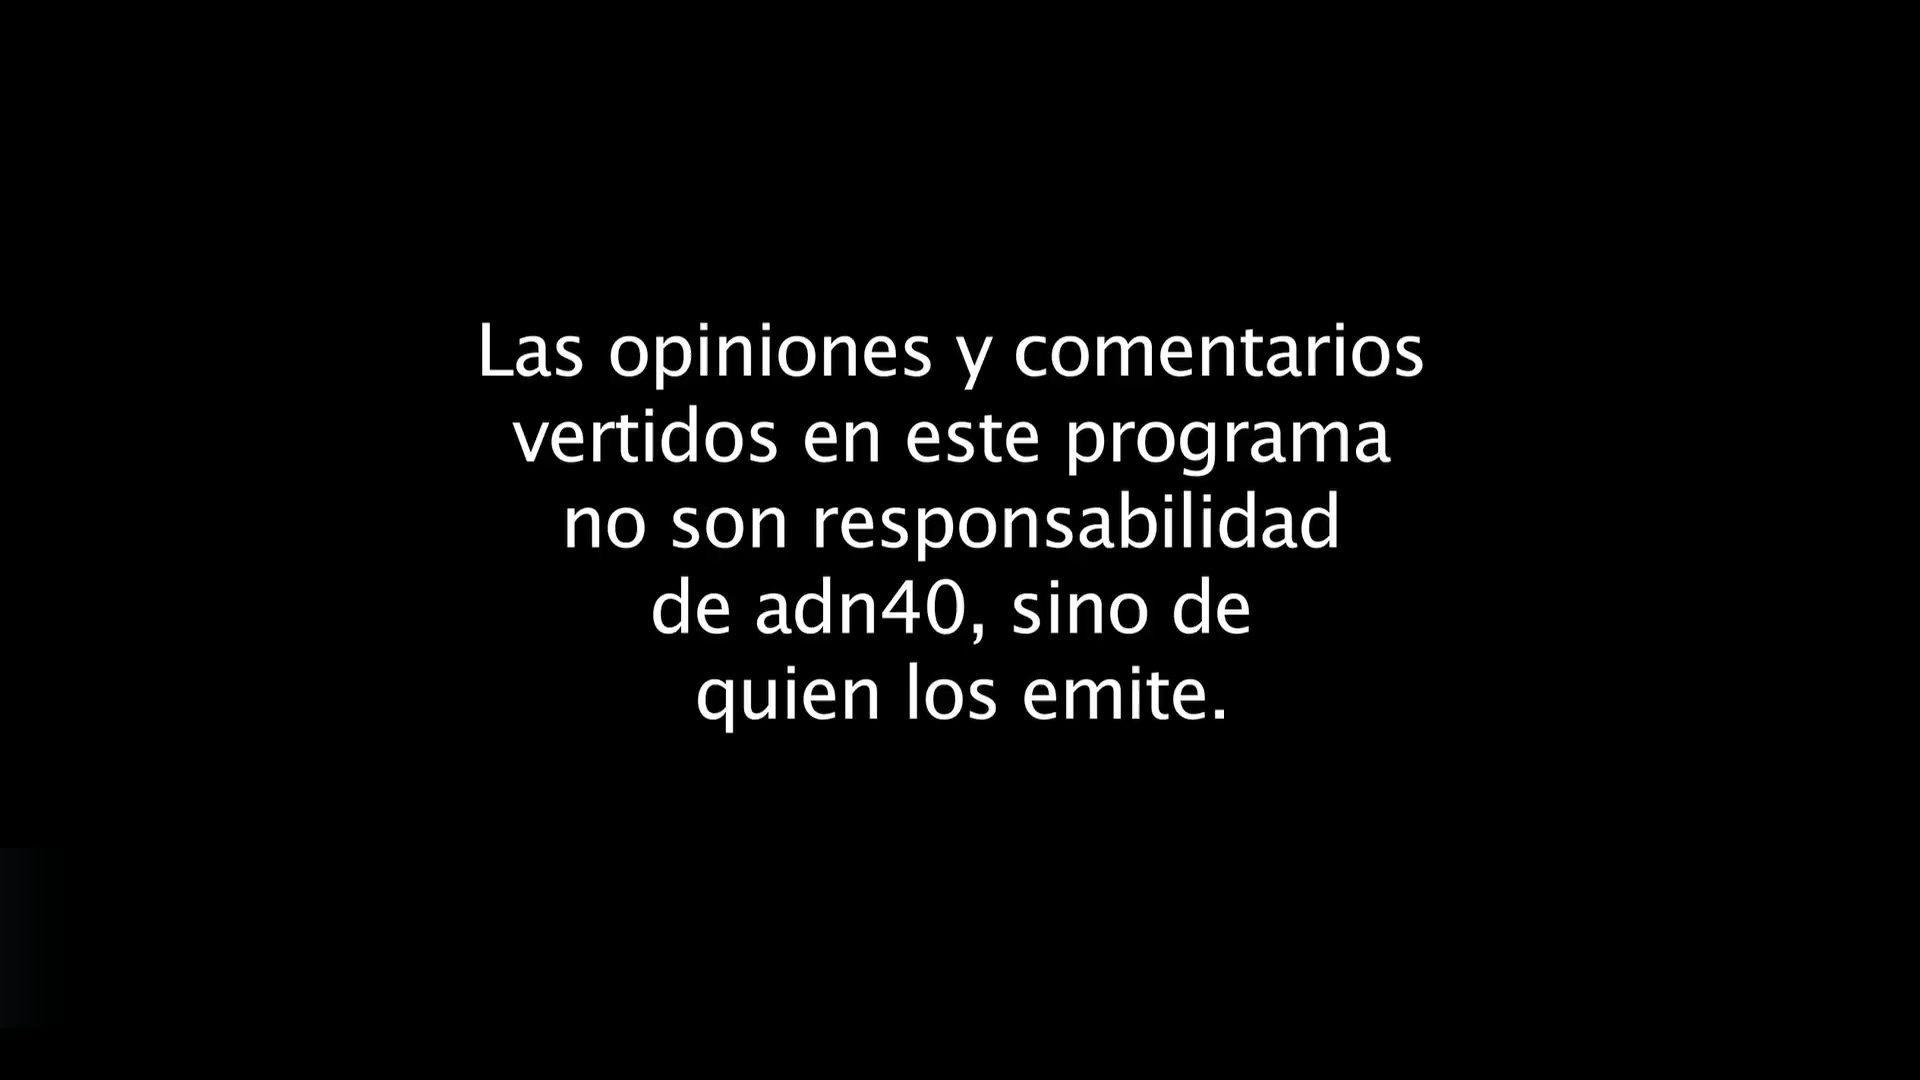 Las opiniones y comentarios
vertidos en este programa
no son responsabilidad
de adn40, sino de
quien los emite.